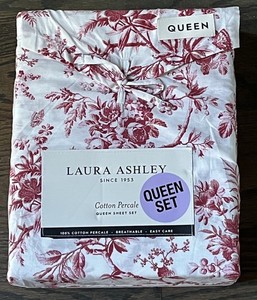 QUEEN
LAURA ASHLEY
SINCE 1953
Cotton Percale
QUEEN SHEET SET
QUEEN
SET
100% COTTON PERCALE • BREATHABLE • EASY CARE